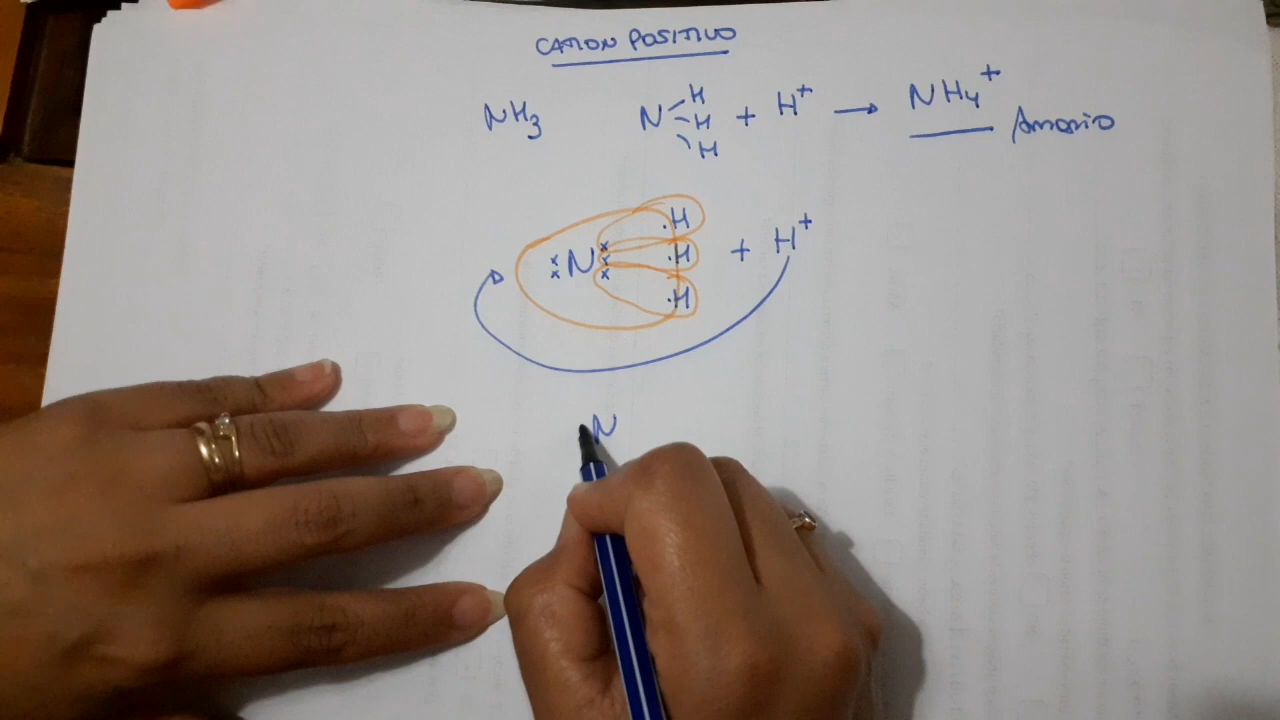 CATION POSITIVO
NH₃ N H H H + H⁺ → NH₄⁺ Amonio
×× N ××× .H .H .H + H⁺
N